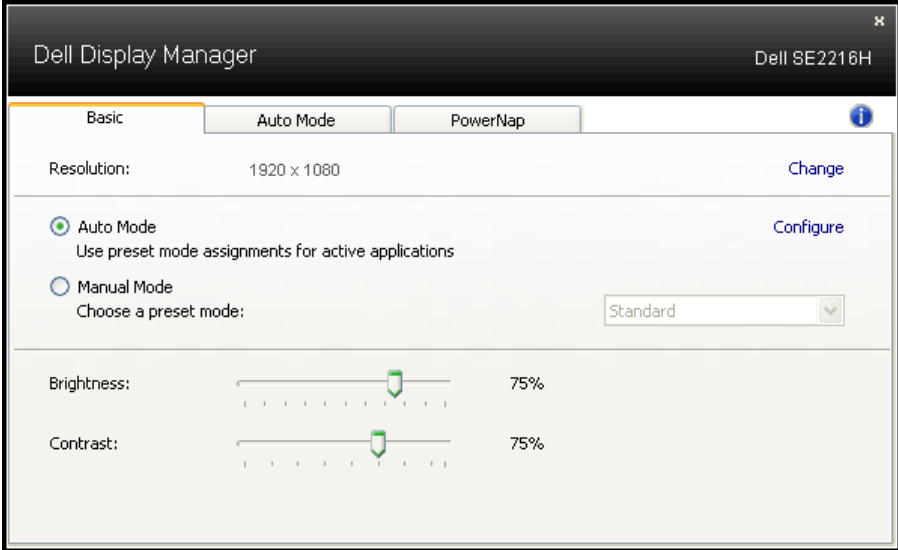 Dell Display Manager
Dell SE2216H
Basic
Auto Mode
PowerNap
Resolution:
1920 x 1080
Change
Auto Mode
Configure
Use preset mode assignments for active applications
Manual Mode
Choose a preset mode:
Standard
Brightness:
75%
Contrast:
75%